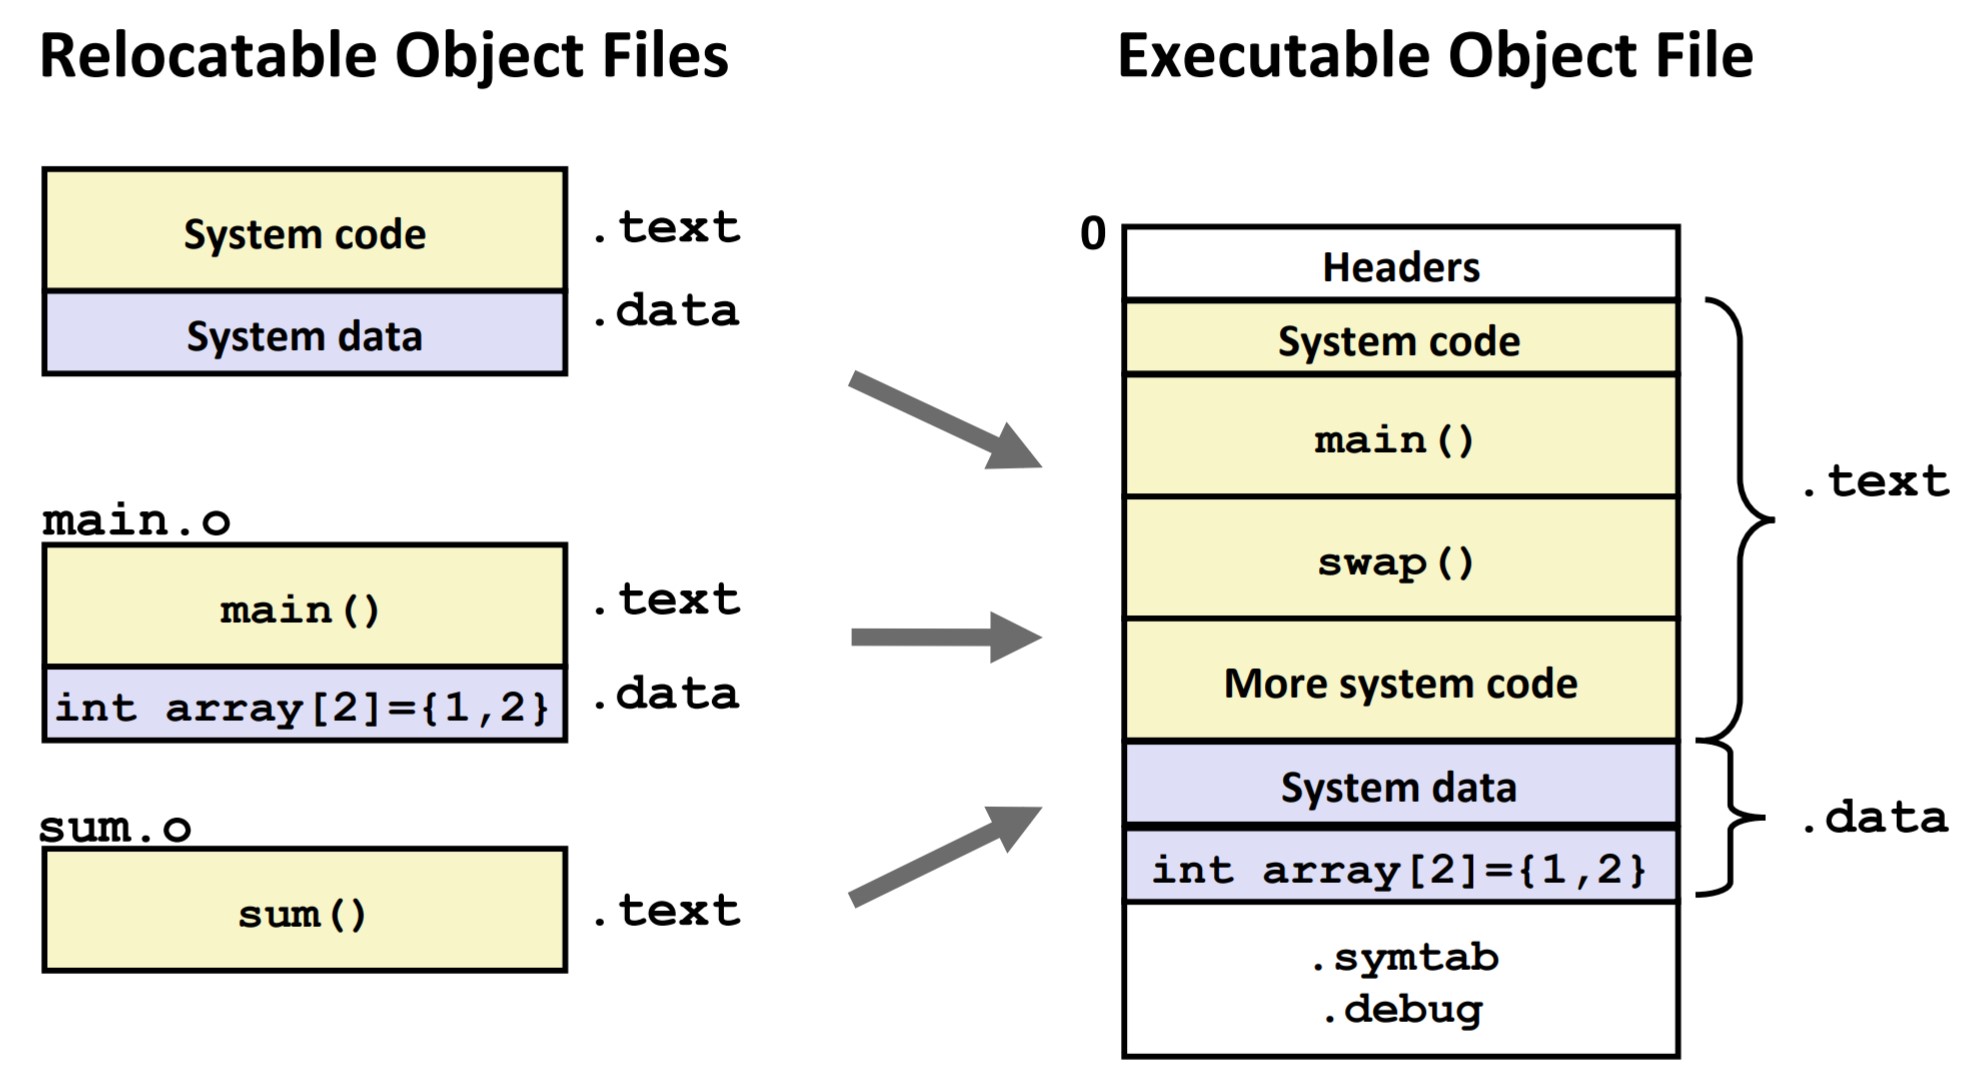 Relocatable Object Files
System code
.text
System data
.data
main.o
main()
.text
int array[2]={1,2}
.data
sum.o
sum()
.text
Executable Object File
0
Headers
System code
main()
swap()
More system code
.text
System data
int array[2]={1,2}
.data
.symtab
.debug